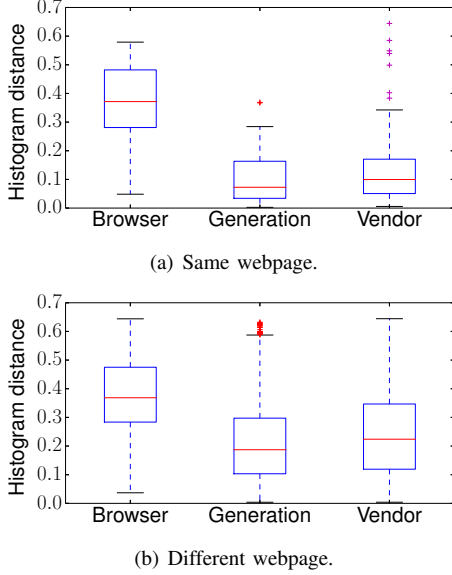 0.7
0.6
0.5
0.4
0.3
0.2
0.1
0.0
Histogram distance
Browser Generation Vendor
(a) Same webpage.
0.7
0.6
0.5
0.4
0.3
0.2
0.1
0.0
Histogram distance
Browser Generation Vendor
(b) Different webpage.